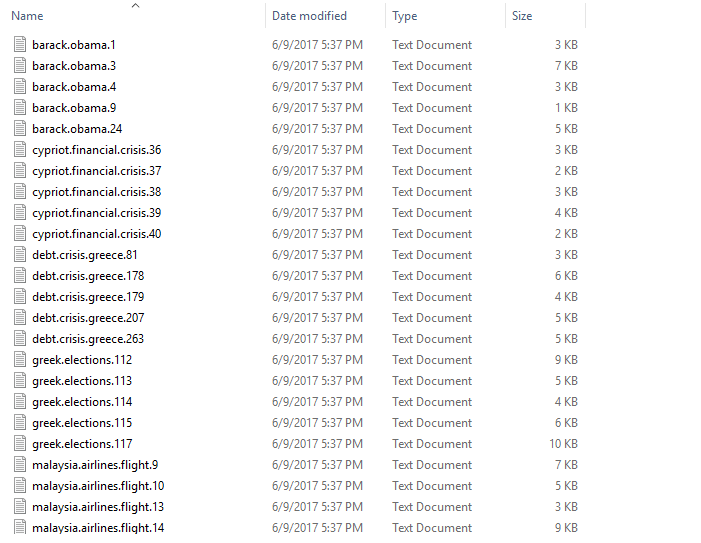 Name Date modified Type Size
barack.obama.1 6/9/2017 5:37 PM Text Document 3 KB
barack.obama.3 6/9/2017 5:37 PM Text Document 7 KB
barack.obama.4 6/9/2017 5:37 PM Text Document 3 KB
barack.obama.9 6/9/2017 5:37 PM Text Document 1 KB
barack.obama.24 6/9/2017 5:37 PM Text Document 5 KB
cypriot.financial.crisis.36 6/9/2017 5:37 PM Text Document 3 KB
cypriot.financial.crisis.37 6/9/2017 5:37 PM Text Document 2 KB
cypriot.financial.crisis.38 6/9/2017 5:37 PM Text Document 3 KB
cypriot.financial.crisis.39 6/9/2017 5:37 PM Text Document 4 KB
cypriot.financial.crisis.40 6/9/2017 5:37 PM Text Document 2 KB
debt.crisis.greece.81 6/9/2017 5:37 PM Text Document 3 KB
debt.crisis.greece.178 6/9/2017 5:37 PM Text Document 6 KB
debt.crisis.greece.179 6/9/2017 5:37 PM Text Document 4 KB
debt.crisis.greece.207 6/9/2017 5:37 PM Text Document 5 KB
debt.crisis.greece.263 6/9/2017 5:37 PM Text Document 5 KB
greek.elections.112 6/9/2017 5:37 PM Text Document 9 KB
greek.elections.113 6/9/2017 5:37 PM Text Document 5 KB
greek.elections.114 6/9/2017 5:37 PM Text Document 4 KB
greek.elections.115 6/9/2017 5:37 PM Text Document 6 KB
greek.elections.117 6/9/2017 5:37 PM Text Document 10 KB
malaysia.airlines.flight.9 6/9/2017 5:37 PM Text Document 7 KB
malaysia.airlines.flight.10 6/9/2017 5:37 PM Text Document 5 KB
malaysia.airlines.flight.13 6/9/2017 5:37 PM Text Document 3 KB
malaysia.airlines.flight.14 6/9/2017 5:37 PM Text Document 9 KB